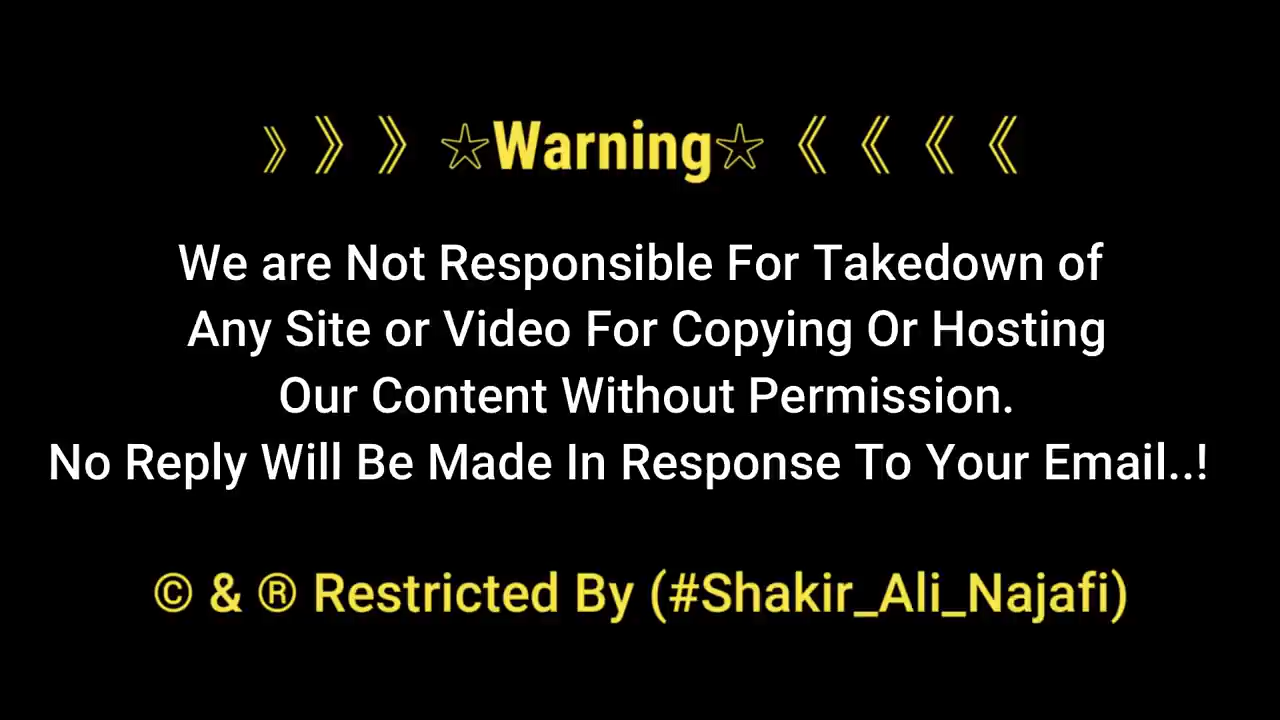 》 》 》 ☆Warning☆ 《 《 《 《
We are Not Responsible For Takedown of
Any Site or Video For Copying Or Hosting
Our Content Without Permission.
No Reply Will Be Made In Response To Your Email..!
© & ® Restricted By (#Shakir_Ali_Najafi)